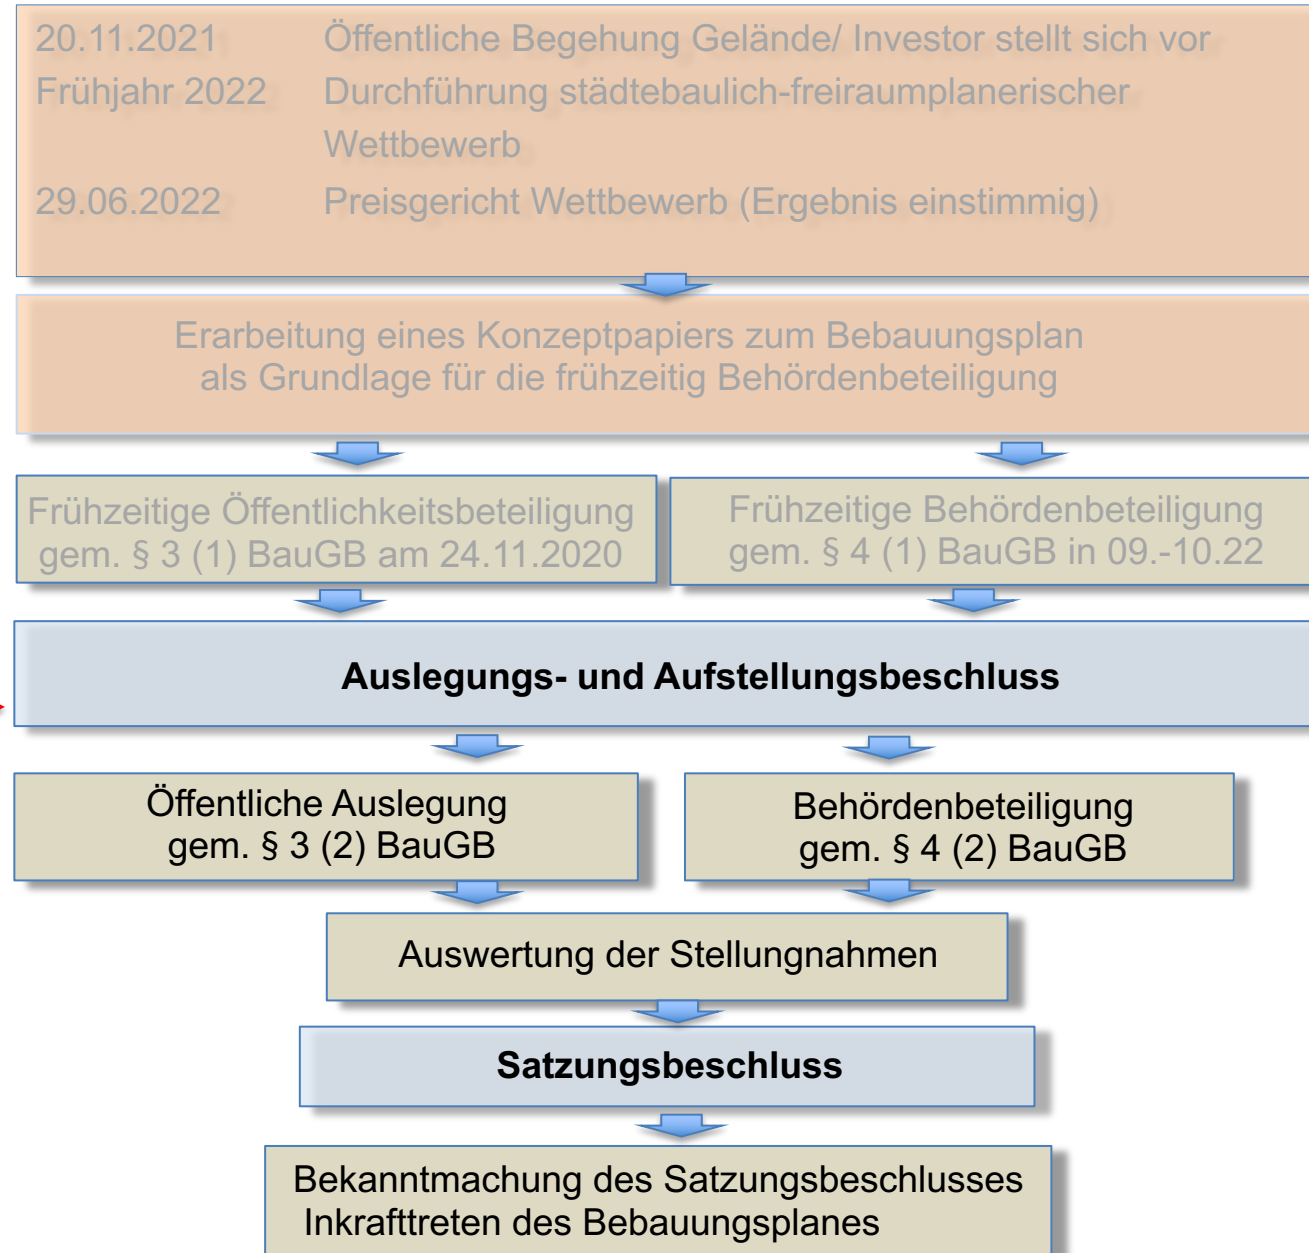 20.11.2021 Öffentliche Begehung Gelände/ Investor stellt sich vor
Frühjahr 2022 Durchführung städtebaulich-freiraumplanerischer
Wettbewerb
29.06.2022 Preisgericht Wettbewerb (Ergebnis einstimmig)
Erarbeitung eines Konzeptpapiers zum Bebauungsplan
als Grundlage für die frühzeitig Behördenbeteiligung
Frühzeitige Öffentlichkeitsbeteiligung
gem. § 3 (1) BauGB am 24.11.2020
Frühzeitige Behördenbeteiligung
gem. § 4 (1) BauGB in 09.-10.22
Auslegungs- und Aufstellungsbeschluss
Öffentliche Auslegung
gem. § 3 (2) BauGB
Behördenbeteiligung
gem. § 4 (2) BauGB
Auswertung der Stellungnahmen
Satzungsbeschluss
Bekanntmachung des Satzungsbeschlusses
Inkrafttreten des Bebauungsplanes